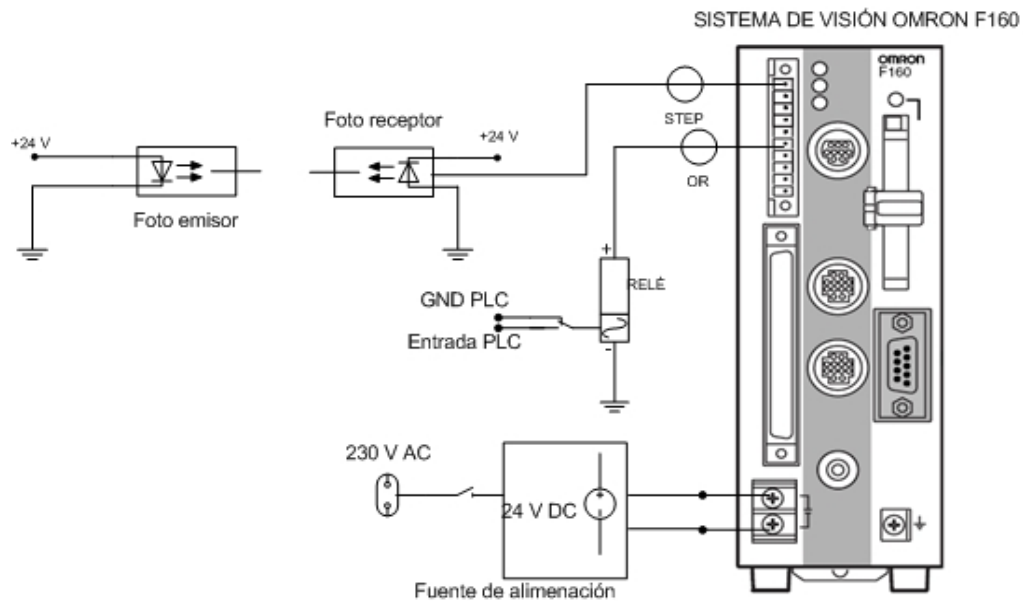 SISTEMA DE VISIÓN OMRON F160
OMRON
F160
Foto receptor
+24 V
+24 V
STEP
OR
Foto emisor
+
RELÉ
GND PLC
Entrada PLC
-
230 V AC
24 V DC
+
Fuente de alimenación